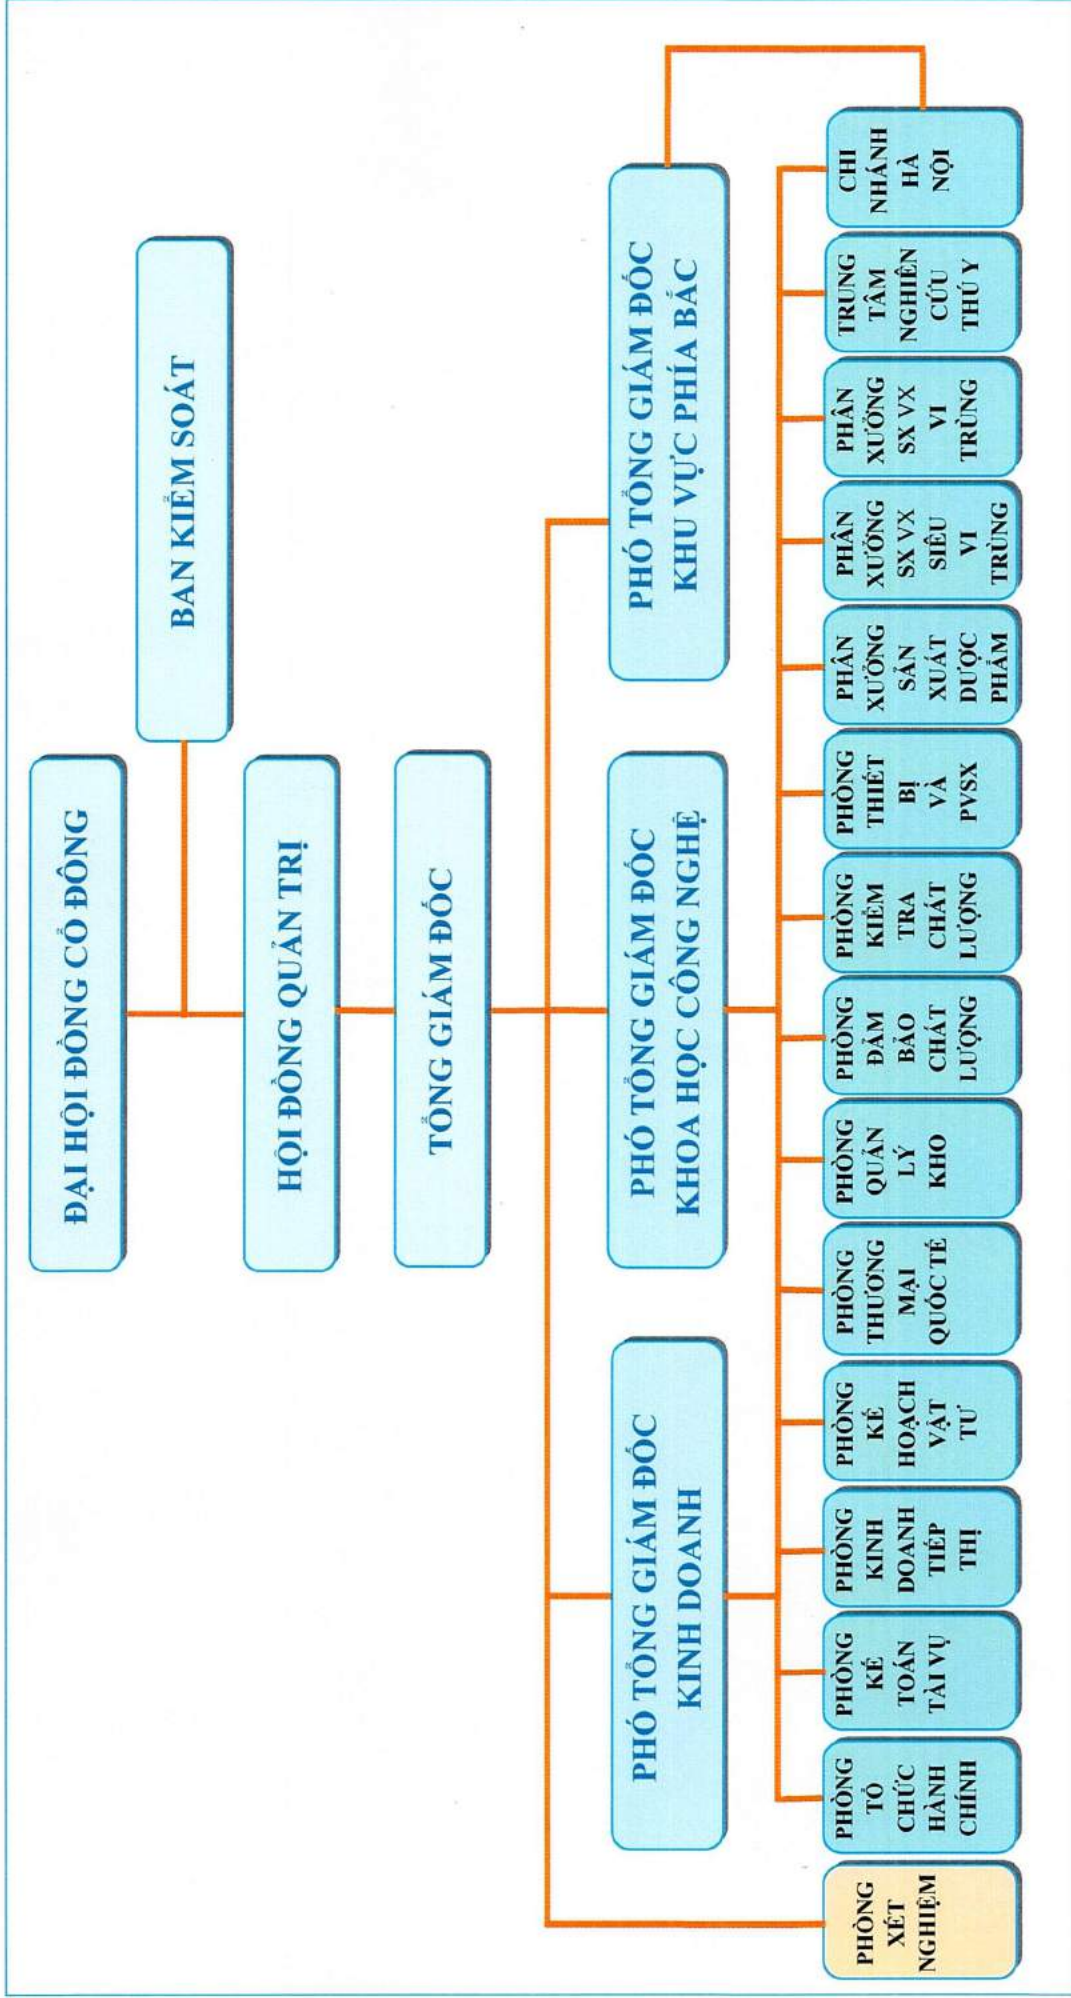 ĐẠI HỘI ĐỒNG CỔ ĐÔNG
BAN KIỂM SOÁT
HỘI ĐỒNG QUẢN TRỊ
TỔNG GIÁM ĐỐC
PHÓ TỔNG GIÁM ĐỐC
KINH DOANH
PHÓ TỔNG GIÁM ĐỐC
KHOA HỌC CÔNG NGHỆ
PHÓ TỔNG GIÁM ĐỐC
KHU VỰC PHÍA BẮC
PHÒNG
XÉT
NGHIỆM
PHÒNG
TỔ
CHỨC
HÀNH
CHÍNH
PHÒNG
KẾ
TOÁN
TÀI VỤ
PHÒNG
KINH
DOANH
TIẾP
THỊ
PHÒNG
KẾ
HOẠCH
VẬT
TƯ
PHÒNG
THƯƠNG
MẠI
QUỐC TẾ
PHÒNG
QUẢN
LÝ
KHO
PHÒNG
ĐẢM
BẢO
CHẤT
LƯỢNG
PHÒNG
KIỂM
TRA
CHẤT
LƯỢNG
PHÒNG
THIẾT
BỊ
VÀ
PVSX
PHÂN
XƯỞNG
SẢN
XUẤT
DƯỢC
PHẨM
PHÂN
XƯỞNG
SX VX
SIÊU
VI
TRÙNG
PHÂN
XƯỞNG
SX VX
VI
TRÙNG
TRUNG
TÂM
NGHIÊN
CỨU
THÚ Y
CHI
NHÁNH
HÀ
NỘI